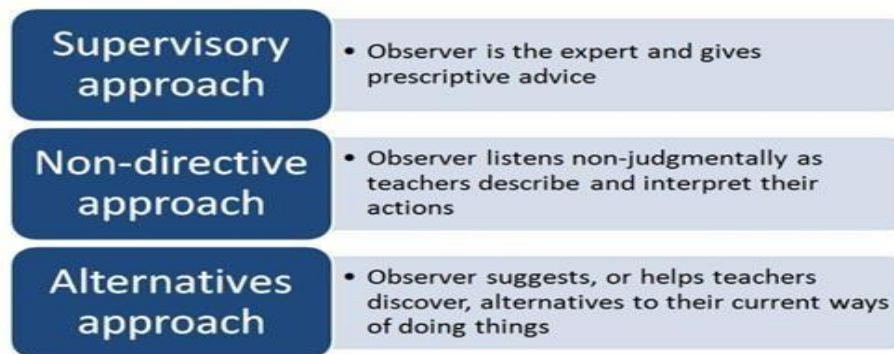 Supervisory
approach
• Observer is the expert and gives
prescriptive advice
Non-directive
approach
• Observer listens non-judgmentally as
teachers describe and interpret their
actions
Alternatives
approach
• Observer suggests, or helps teachers
discover, alternatives to their current ways
of doing things